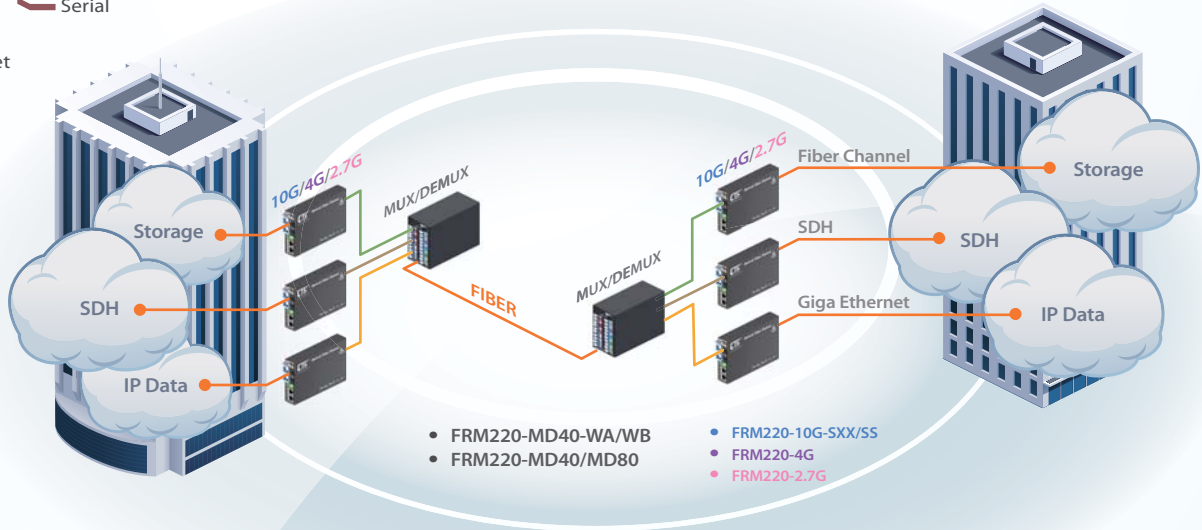 Serial
et
10G/4G/2.7G
MUX/DEMUX
Storage
SDH
IP Data
FIBER
10G/4G/2.7G
MUX/DEMUX
Fiber Channel
Storage
SDH
SDH
Giga Ethernet
IP Data
• FRM220-MD40-WA/WB
• FRM220-MD40/MD80
• FRM220-10G-SXX/SS
• FRM220-4G
• FRM220-2.7G